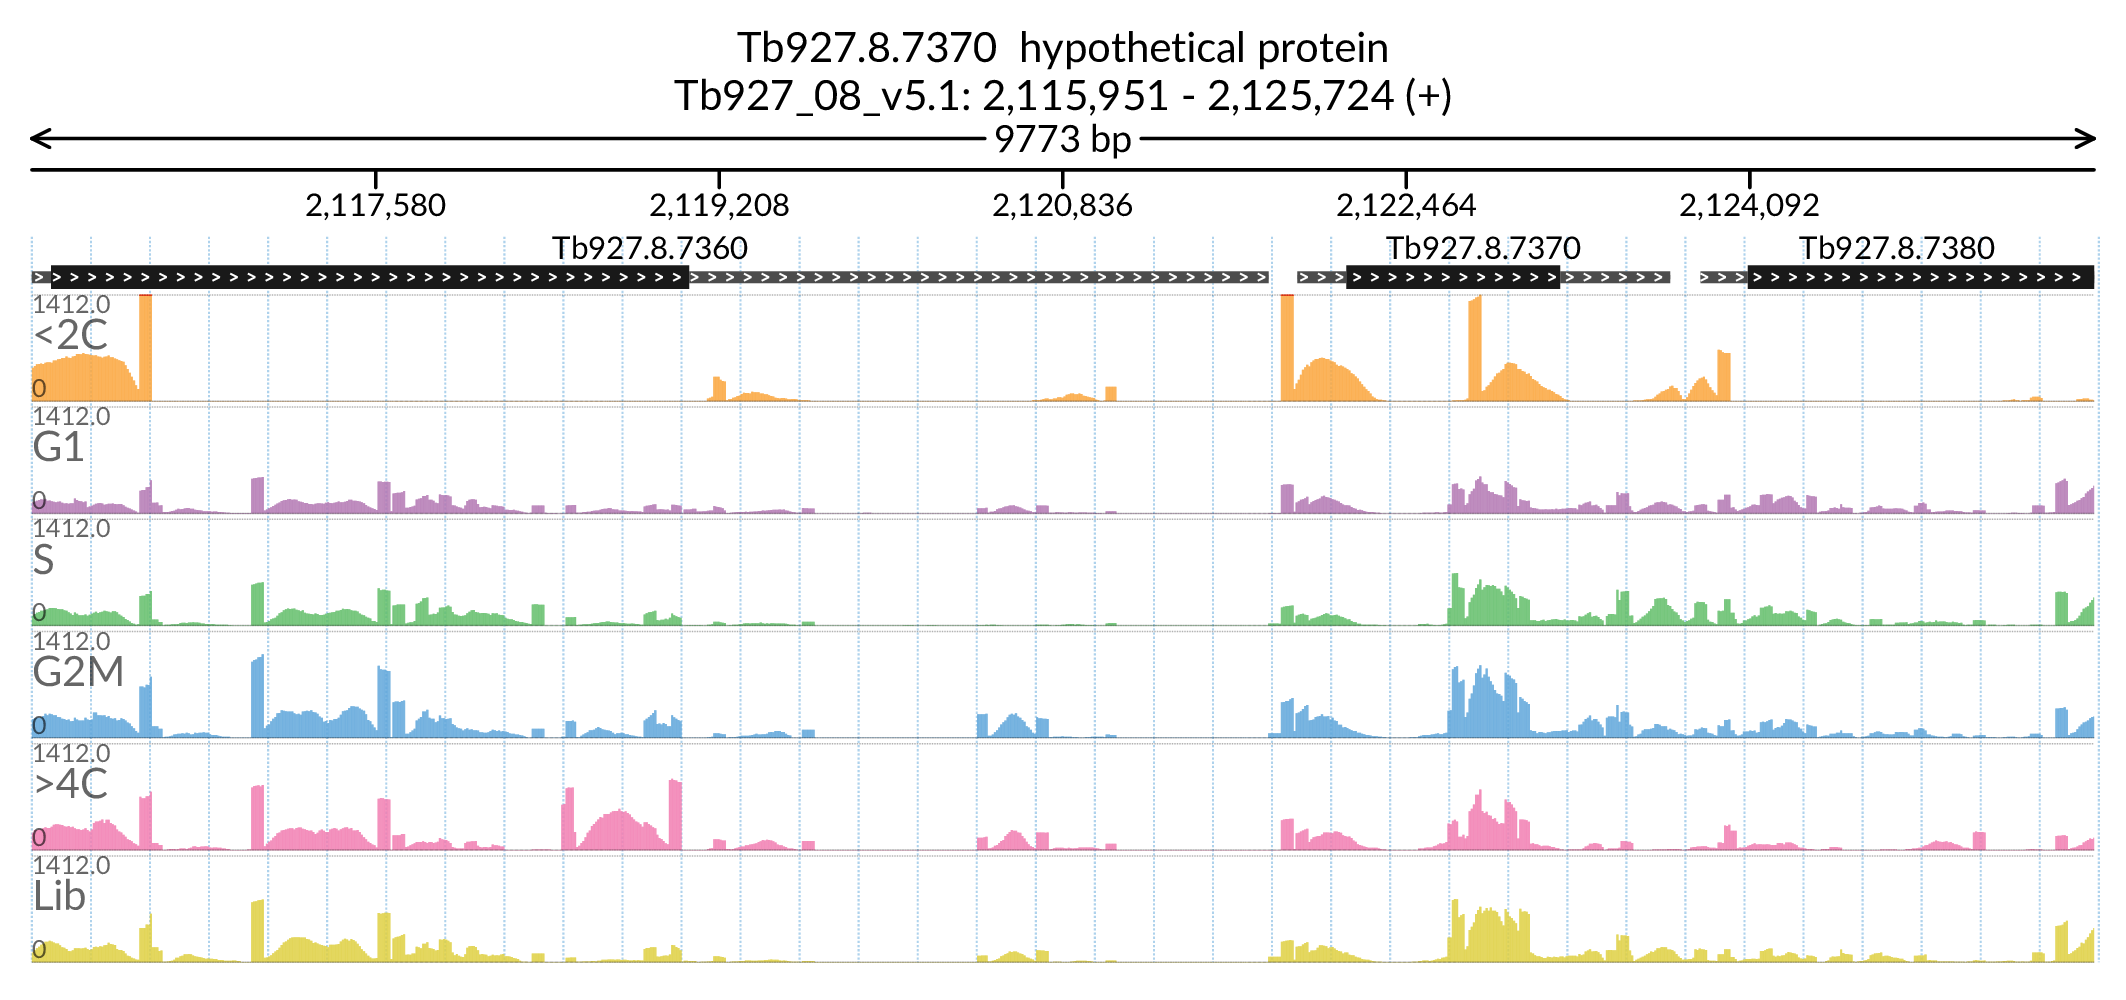 Tb927.8.7370  hypothetical protein
Tb927_08_v5.1: 2,115,951 - 2,125,724 (+)
9773 bp
2,117,580 2,119,208 2,120,836 2,122,464 2,124,092
Tb927.8.7360 Tb927.8.7370 Tb927.8.7380
1412.0
<2C
0
1412.0
G1
0
1412.0
S
0
1412.0
G2M
0
1412.0
>4C
0
1412.0
Lib
0